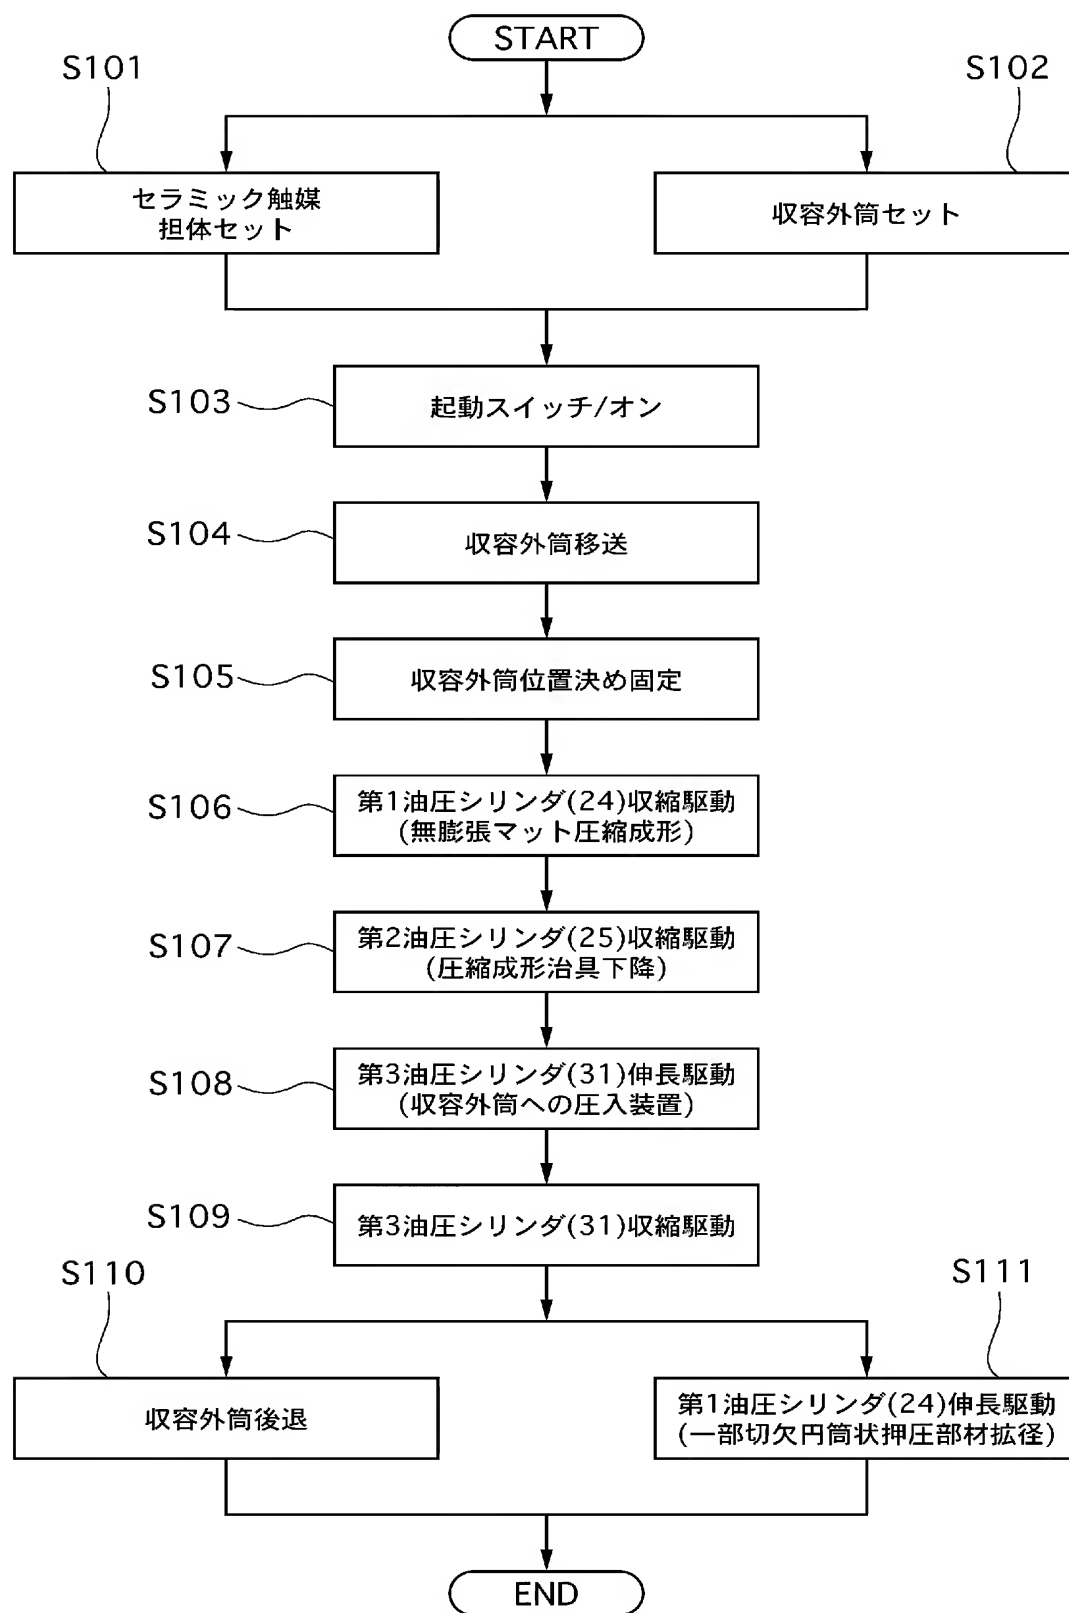 START
S101
S102
セラミック触媒
担体セット
収容外筒セット
S103
起動スイッチ/オン
S104
収容外筒移送
S105
収容外筒位置決め固定
S106
第1油圧シリンダ(24)収縮駆動
(無膨張マット圧縮成形)
S107
第2油圧シリンダ(25)収縮駆動
(圧縮成形治具下降)
S108
第3油圧シリンダ(31)伸長駆動
(収容外筒への圧入装置)
S109
第3油圧シリンダ(31)収縮駆動
S110
S111
収容外筒後退
第1油圧シリンダ(24)伸長駆動
(一部切欠円筒状押圧部材拡径)
END